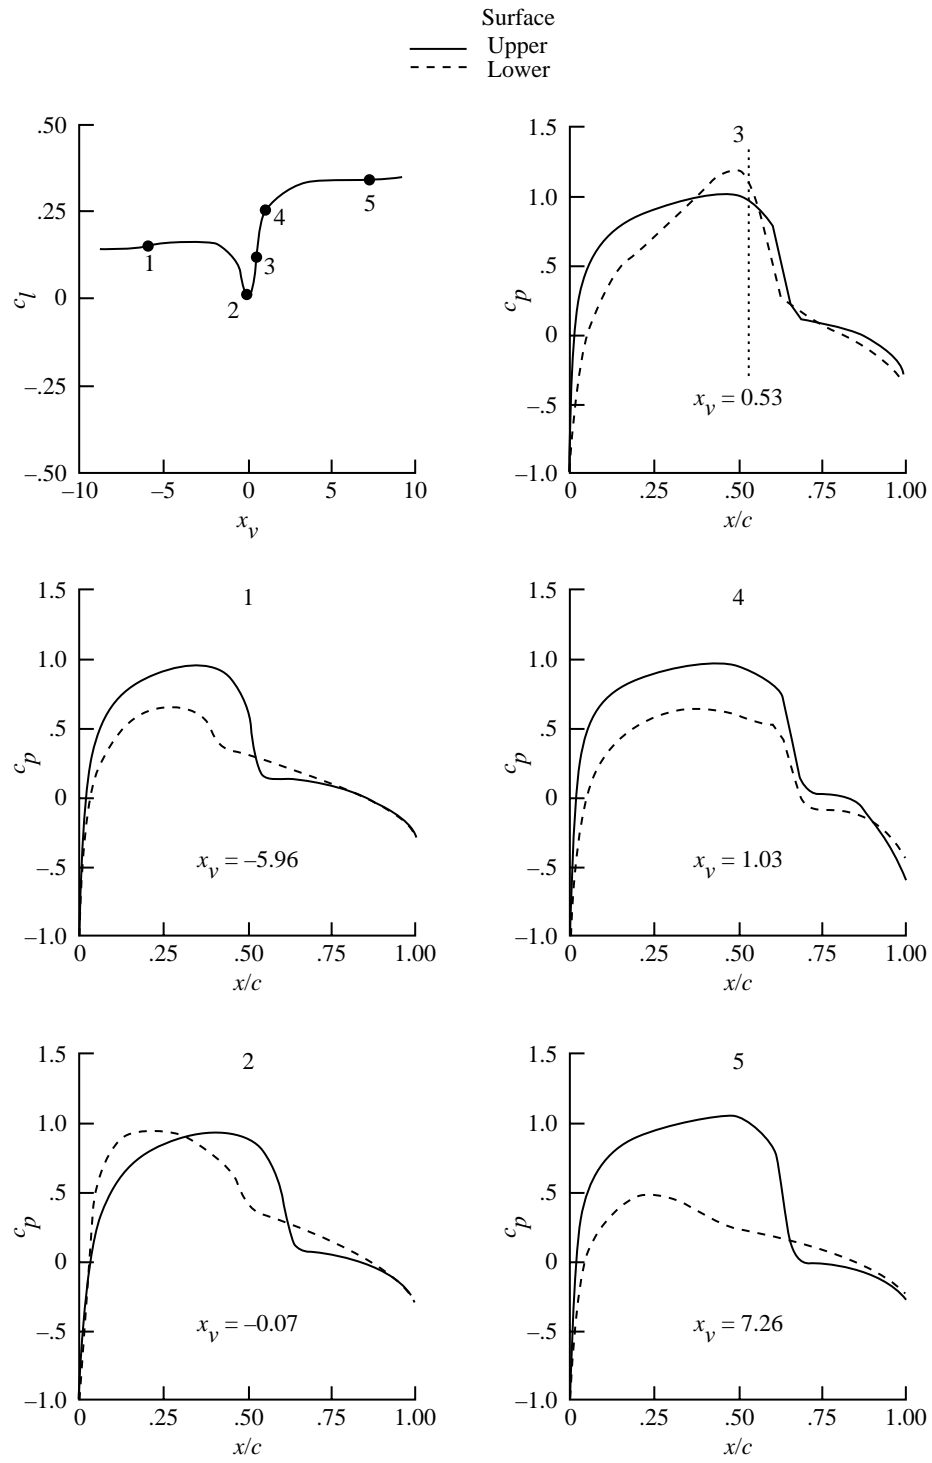 Surface
Upper
Lower
.50
.25
0
–.25
–.50
c_l
1
2
3
4
5
–10 –5 0 5 10
x_v
1.5
1.0
.5
0
–.5
–1.0
c_p
3
x_v = 0.53
0 .25 .50 .75 1.00
x/c
1.5
1.0
.5
0
–.5
–1.0
c_p
1
x_v = –5.96
0 .25 .50 .75 1.00
x/c
1.5
1.0
.5
0
–.5
–1.0
c_p
4
x_v = 1.03
0 .25 .50 .75 1.00
x/c
1.5
1.0
.5
0
–.5
–1.0
c_p
2
x_v = –0.07
0 .25 .50 .75 1.00
x/c
1.5
1.0
.5
0
–.5
–1.0
c_p
5
x_v = 7.26
0 .25 .50 .75 1.00
x/c